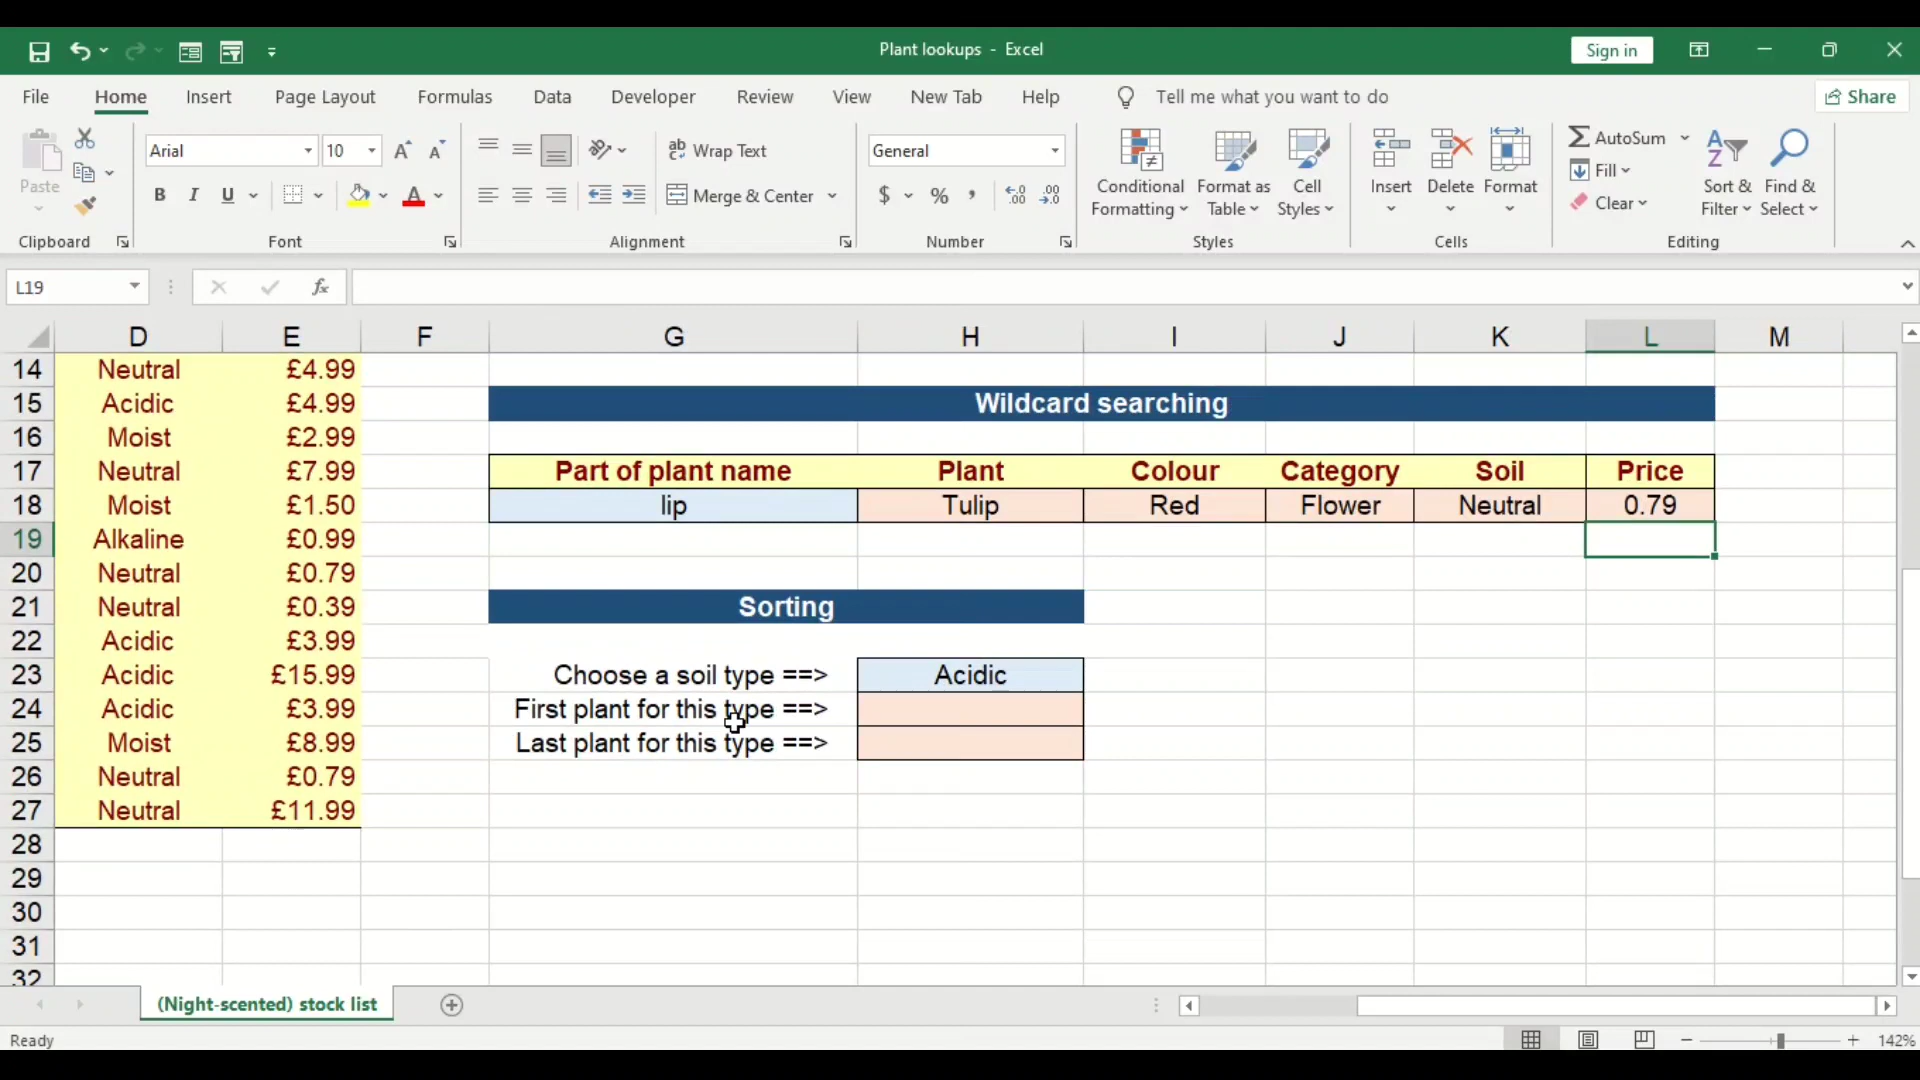 Plant lookups - Excel
Sign in
File Home Insert Page Layout Formulas Data Developer Review View New Tab Help Tell me what you want to do Share
Paste
Arial 10
B I U
Wrap Text
Merge & Center
General
$ % ,
Conditional Formatting
Format as Table
Cell Styles
Insert Delete Format
AutoSum
Fill
Clear
Sort & Filter
Find & Select
Clipboard Font Alignment Number Styles Cells Editing
L19 fx
D E F G H I J K L M
14 Neutral £4.99
15 Acidic £4.99 Wildcard searching
16 Moist £2.99
17 Neutral £7.99 Part of plant name Plant Colour Category Soil Price
18 Moist £1.50 lip Tulip Red Flower Neutral 0.79
19 Alkaline £0.99
20 Neutral £0.79
21 Neutral £0.39 Sorting
22 Acidic £3.99
23 Acidic £15.99 Choose a soil type ==> Acidic
24 Acidic £3.99 First plant for this type ==>
25 Moist £8.99 Last plant for this type ==>
26 Neutral £0.79
27 Neutral £11.99
28
29
30
31
32
(Night-scented) stock list
Ready 142%